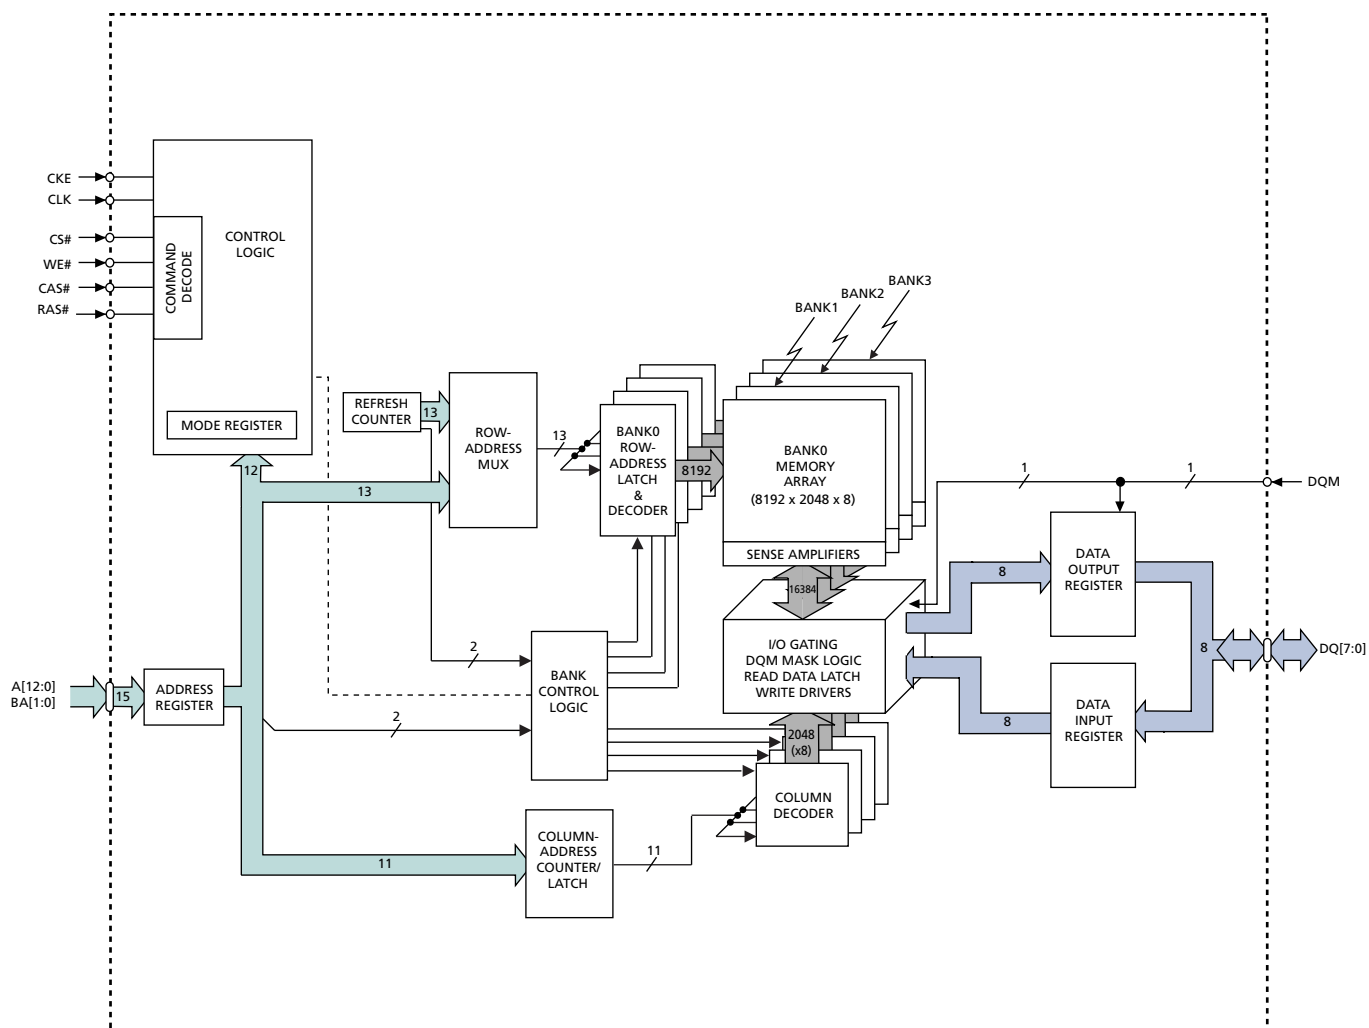 CKE
CLK
CS#
WE#
CAS#
RAS#
COMMAND
DECODE
CONTROL
LOGIC
MODE REGISTER
12
BANK1
BANK2
BANK3
REFRESH
COUNTER
13
13
ROW-
ADDRESS
MUX
13
BANK0
ROW-
ADDRESS
LATCH
&
DECODER
8192
BANK0
MEMORY
ARRAY
(8192 x 2048 x 8)
SENSE AMPLIFIERS
16384
I/O GATING
DQM MASK LOGIC
READ DATA LATCH
WRITE DRIVERS
1
1
DQM
DATA
OUTPUT
REGISTER
8
8
DQ[7:0]
DATA
INPUT
REGISTER
8
A[12:0]
BA[1:0]
15
ADDRESS
REGISTER
2
2
BANK
CONTROL
LOGIC
2048
(x8)
COLUMN
DECODER
11
COLUMN-
ADDRESS
COUNTER/
LATCH
11